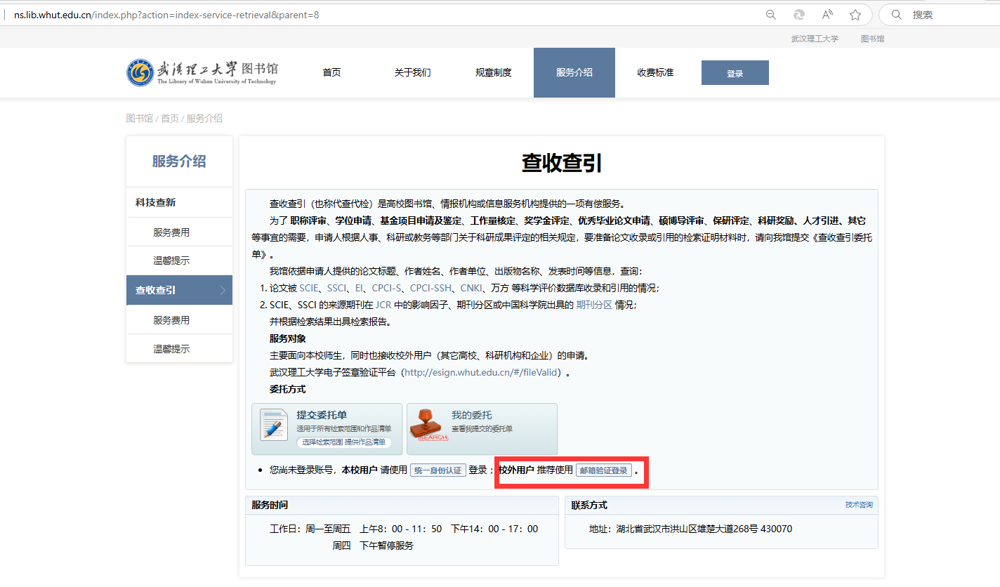 ns.lib.whut.edu.cn/index.php?action=index-service-retrieval&parent=8
搜索
武汉理工大学 图书馆
武汉理工大学 图书馆
The Library of Wuhan University of Technology
首页 关于我们 规章制度 服务介绍 收费标准 登录
图书馆 / 首页 / 服务介绍
服务介绍
科技查新
服务费用
温馨提示
查收查引
服务费用
温馨提示
查收查引
查收查引（也称代查代检）是高校图书馆、情报机构或信息服务机构提供的一项有偿服务。
为了 职称评审、学位申请、基金项目申请及鉴定、工作量核定、奖学金评定、优秀毕业论文申请、硕博导评审、保研评定、科研奖励、人才引进、其它
等事宜的需要，申请人根据人事、科研或教务等部门关于科研成果评定的相关规定，要准备论文收录或引用的检索证明材料时，请向我馆提交《查收查引委托
单》。
我馆依据申请人提供的论文标题、作者姓名、作者单位、出版物名称、发表时间等信息，查询：
1. 论文被 SCIE、SSCI、EI、CPCI-S、CPCI-SSH、CNKI、万方 等科学评价数据库收录和引用的情况；
2. SCIE、SSCI 的来源期刊在 JCR 中的影响因子、期刊分区或中国科学院出具的 期刊分区 情况；
并根据检索结果出具检索报告。
服务对象
主要面向本校师生，同时也接收校外用户（其它高校、科研机构和企业）的申请。
武汉理工大学电子签章验证平台（http://esign.whut.edu.cn/#/fileValid）。
委托方式
提交委托单
适用于所有检索范围和作品清单
选择检索范围 提供作品清单
我的委托
查看我提交的委托单
SEARCH
• 您尚未登录账号，本校用户 请使用 统一身份认证 登录；校外用户 推荐使用 邮箱验证登录 。
服务时间
工作日：周一至周五 上午8：00 - 11：50 下午14：00 - 17：00
周四 下午暂停服务
联系方式 技术咨询
地址：湖北省武汉市洪山区雄楚大道268号 430070